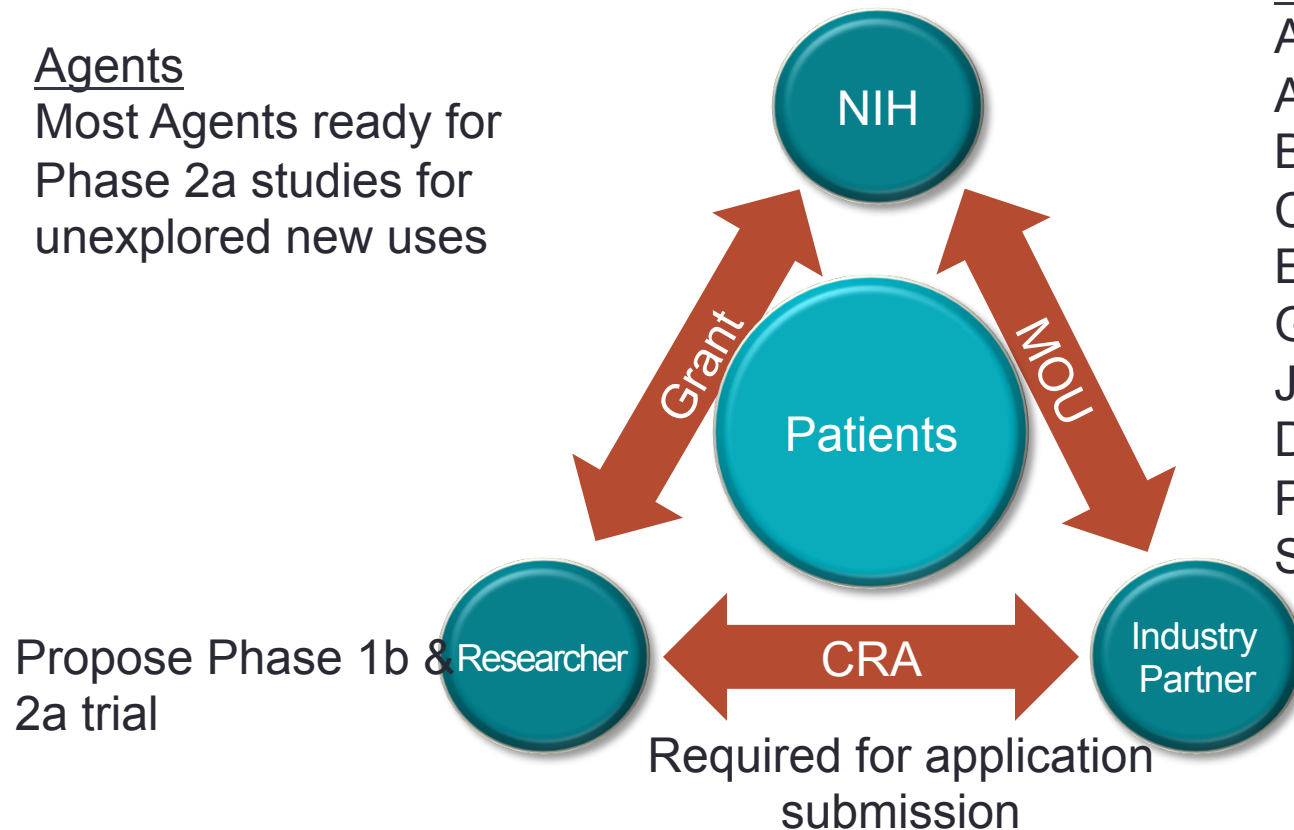 Agents
Most Agents ready for
Phase 2a studies for
unexplored new uses
NIH
Grant
MOU
Patients
Propose Phase 1b &
2a trial
Researcher
CRA
Industry
Partner
Required for application
submission
A
A
B
C
E
G
J
D
P
S